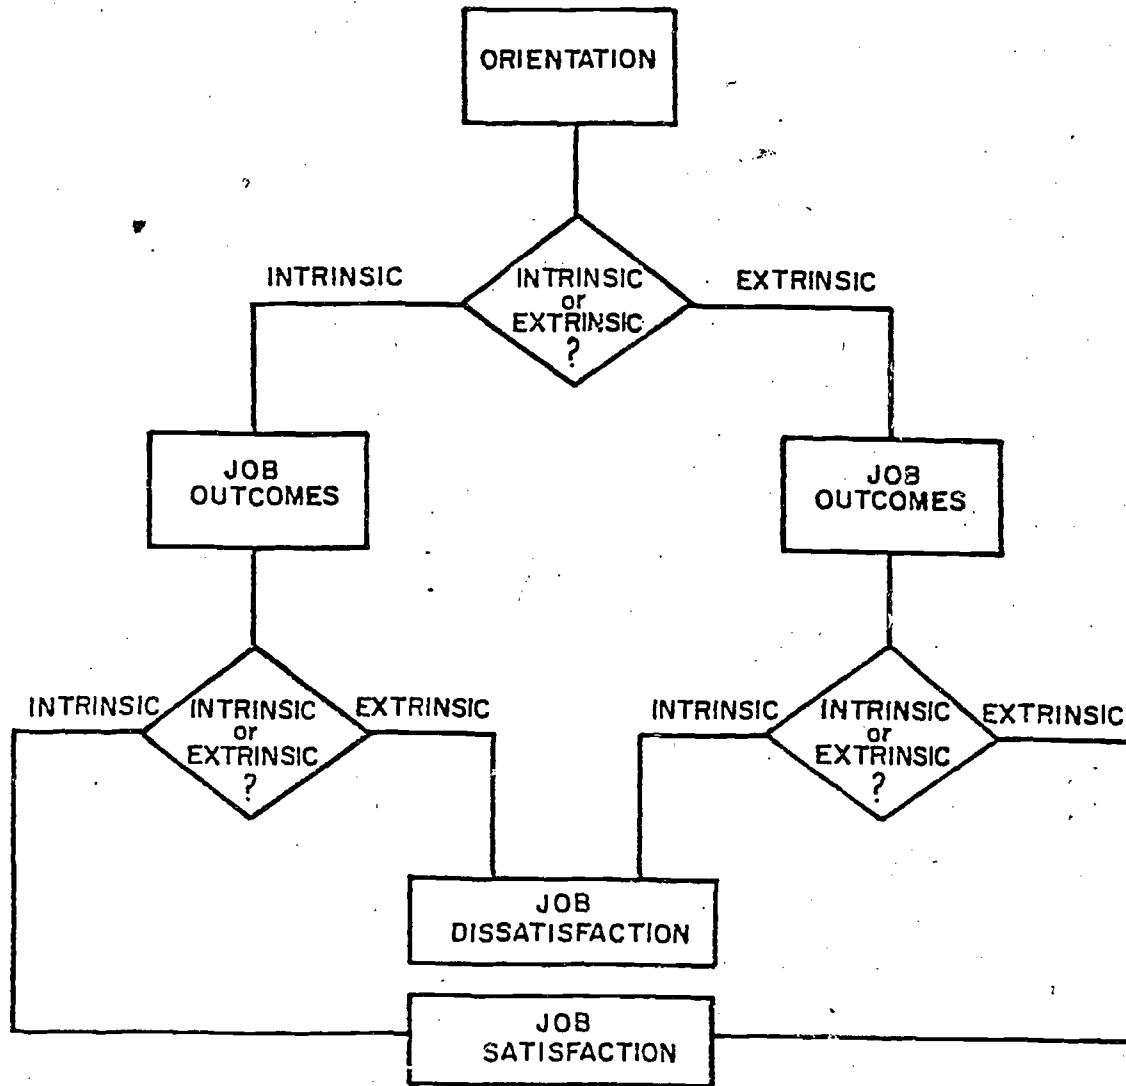 ORIENTATION
INTRINSIC
INTRINSIC
or
EXTRINSIC
?
EXTRINSIC
JOB
OUTCOMES
JOB
OUTCOMES
INTRINSIC
INTRINSIC
or
EXTRINSIC
?
EXTRINSIC
INTRINSIC
INTRINSIC
or
EXTRINSIC
?
EXTRINSIC
JOB
DISSATISFACTION
JOB
SATISFACTION